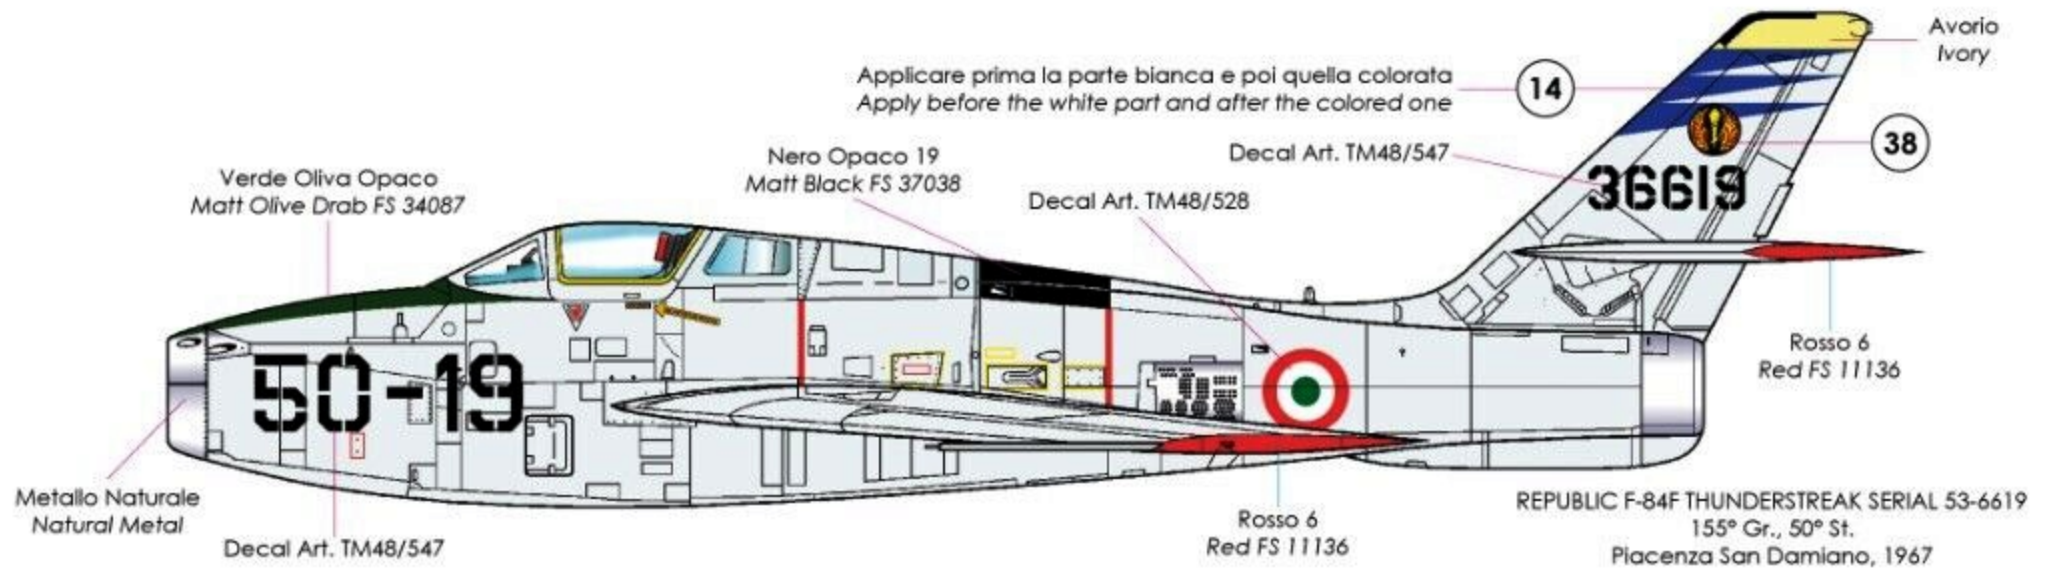 Avorio
Ivory
Applicare prima la parte bianca e poi quella colorata
Apply before the white part and after the colored one
14
38
Decal Art. TM48/547
36619
Nero Opaco 19
Matt Black FS 37038
Decal Art. TM48/528
Verde Oliva Opaco
Matt Olive Drab FS 34087
50-19
Rosso 6
Red FS 11136
Metallo Naturale
Natural Metal
Decal Art. TM48/547
Rosso 6
Red FS 11136
REPUBLIC F-84F THUNDERSTREAK SERIAL 53-6619
155° Gr., 50° St.
Piacenza San Damiano, 1967